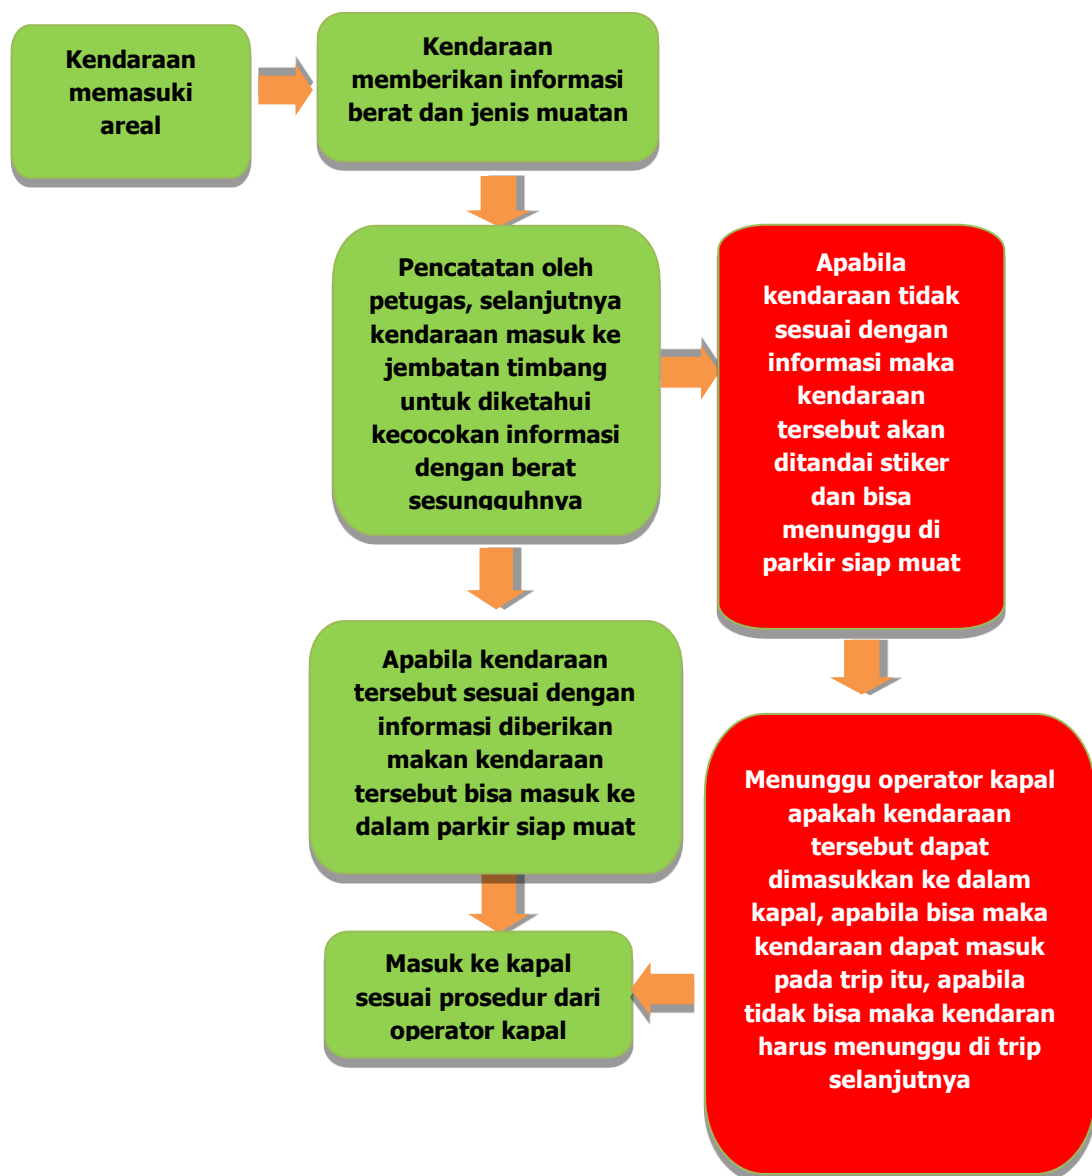 Kendaraan
memasuki
areal
Kendaraan
memberikan informasi
berat dan jenis muatan
Pencatatan oleh
petugas, selanjutnya
kendaraan masuk ke
jembatan timbang
untuk diketahui
kecocokan informasi
dengan berat
sesungguhnya
Apabila
kendaraan tidak
sesuai dengan
informasi maka
kendaraan
tersebut akan
ditandai stiker
dan bisa
menunggu di
parkir siap muat
Apabila kendaraan
tersebut sesuai dengan
informasi diberikan
makan kendaraan
tersebut bisa masuk ke
dalam parkir siap muat
Menunggu operator kapal
apakah kendaraan
tersebut dapat
dimasukkan ke dalam
kapal, apabila bisa maka
kendaraan dapat masuk
pada trip itu, apabila
tidak bisa maka kendaran
harus menunggu di trip
selanjutnya
Masuk ke kapal
sesuai prosedur dari
operator kapal